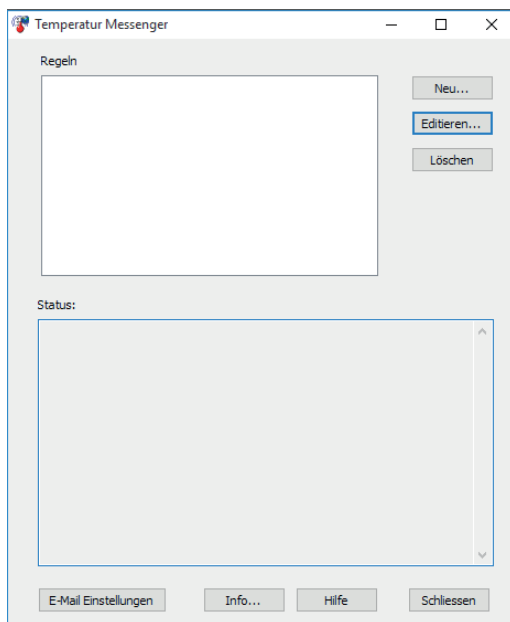 Temperatur Messenger
Regeln
Neu...
Editieren...
Löschen
Status:
E-Mail Einstellungen
Info...
Hilfe
Schliessen